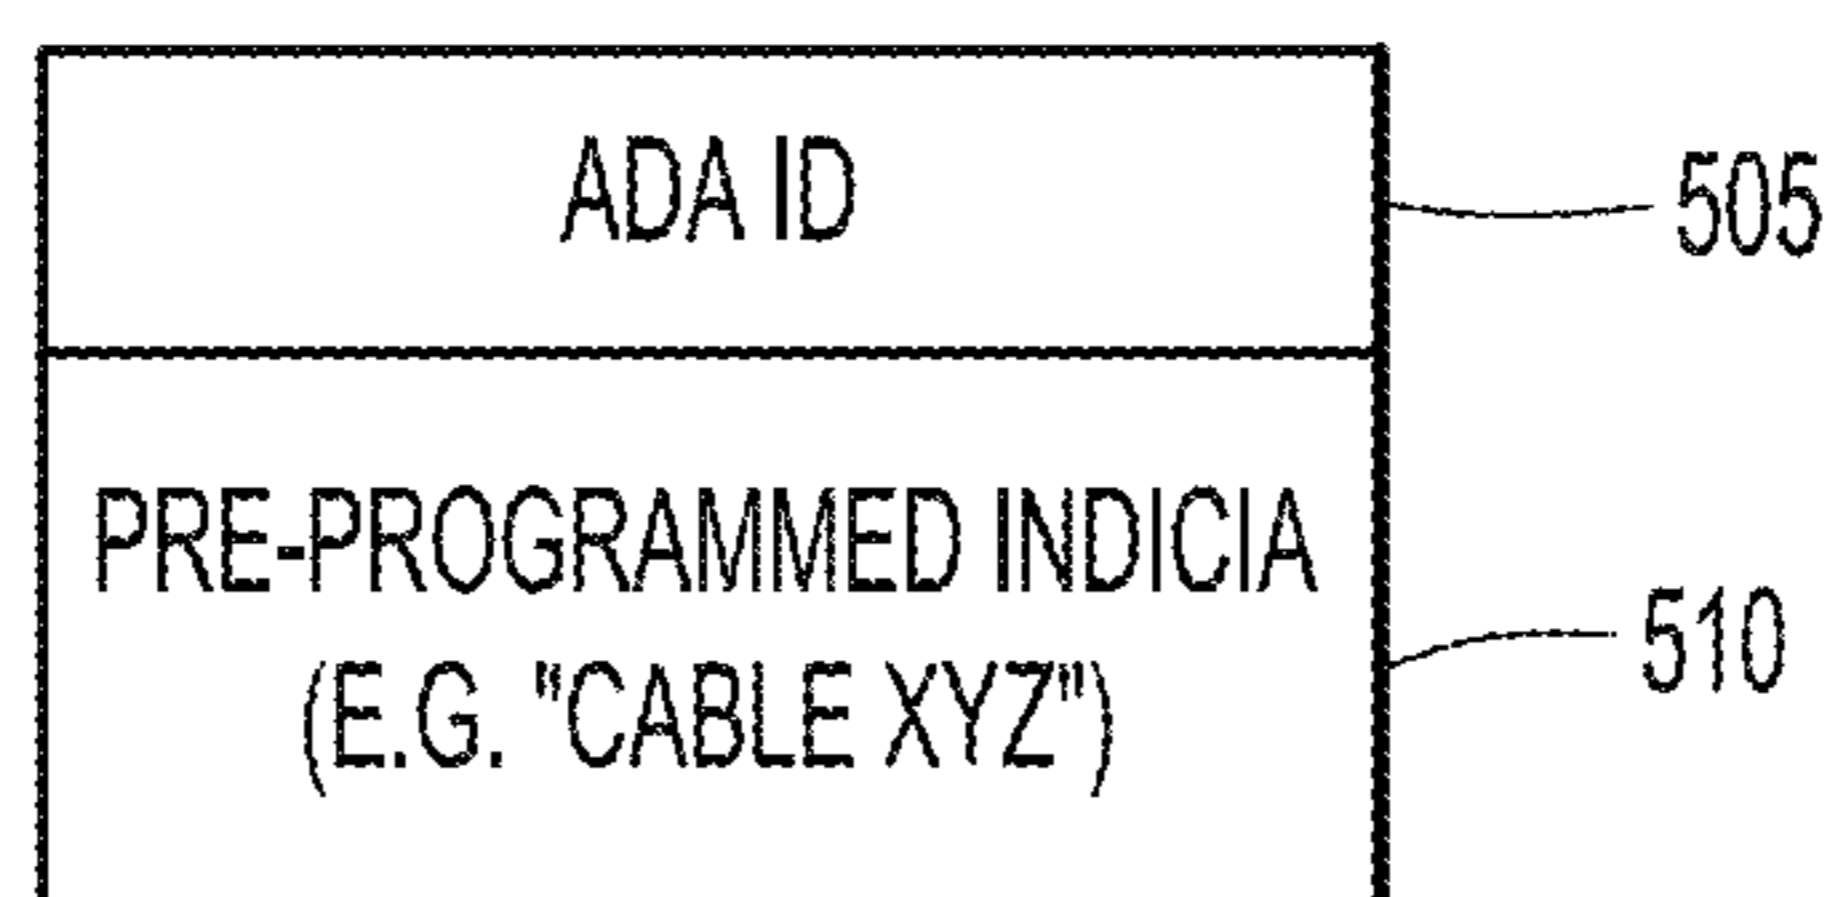 ADA ID
505
PRE-PROGRAMMED INDICIA
(E.G. "CABLE XYZ")
510